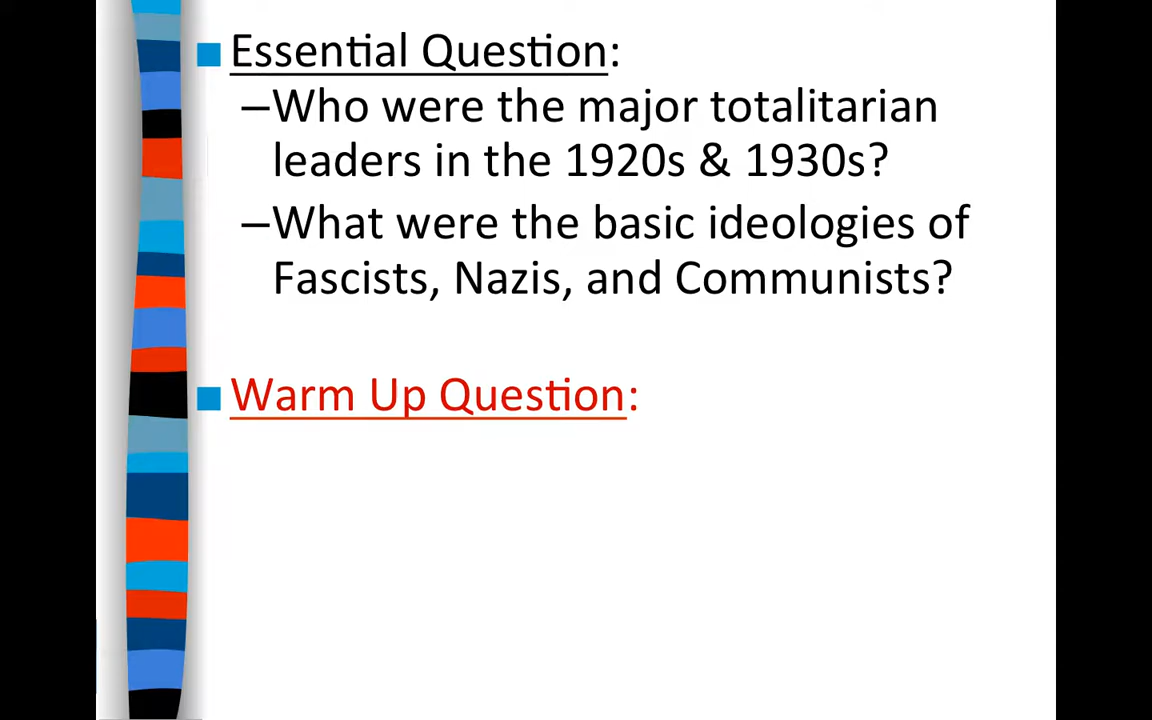 Essential Question:
–Who were the major totalitarian
leaders in the 1920s & 1930s?
–What were the basic ideologies of
Fascists, Nazis, and Communists?
Warm Up Question: